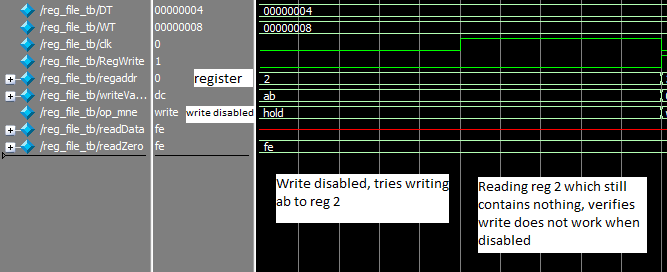 /reg_file_tb/DT 00000004 00000004
/reg_file_tb/WT 00000008 00000008
/reg_file_tb/clk 0
/reg_file_tb/RegWrite 1
/reg_file_tb/regaddr 0 register 2
/reg_file_tb/writeVa... dc ab
/reg_file_tb/op_mne write write disabled hold
/reg_file_tb/readData fe
/reg_file_tb/readZero fe fe
Write disabled, tries writing
ab to reg 2
Reading reg 2 which still
contains nothing, verifies
write does not work when
disabled